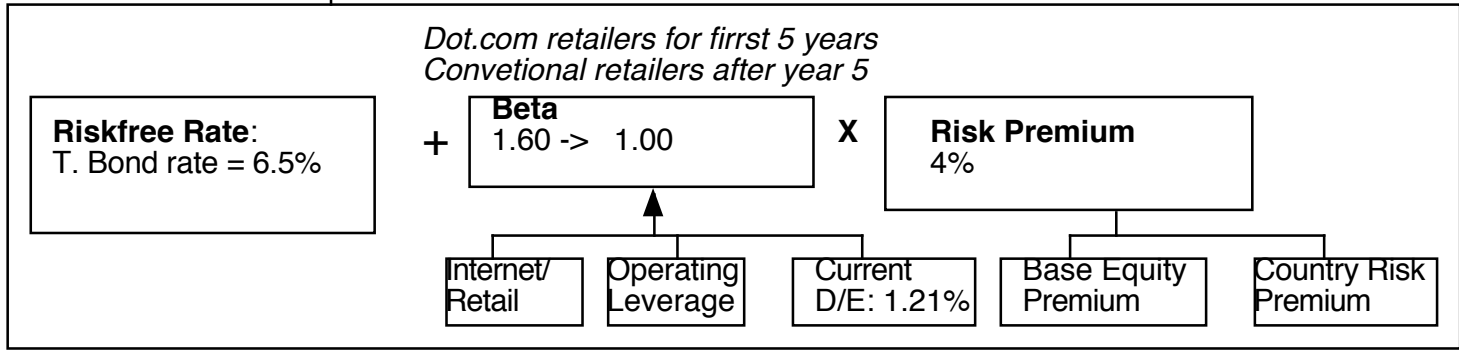 Dot.com retailers for firrst 5 years
Convetional retailers after year 5
Riskfree Rate:
T. Bond rate = 6.5%
+
Beta
1.60 -> 1.00
X
Risk Premium
4%
Internet/
Retail
Operating
Leverage
Current
D/E: 1.21%
Base Equity
Premium
Country Risk
Premium